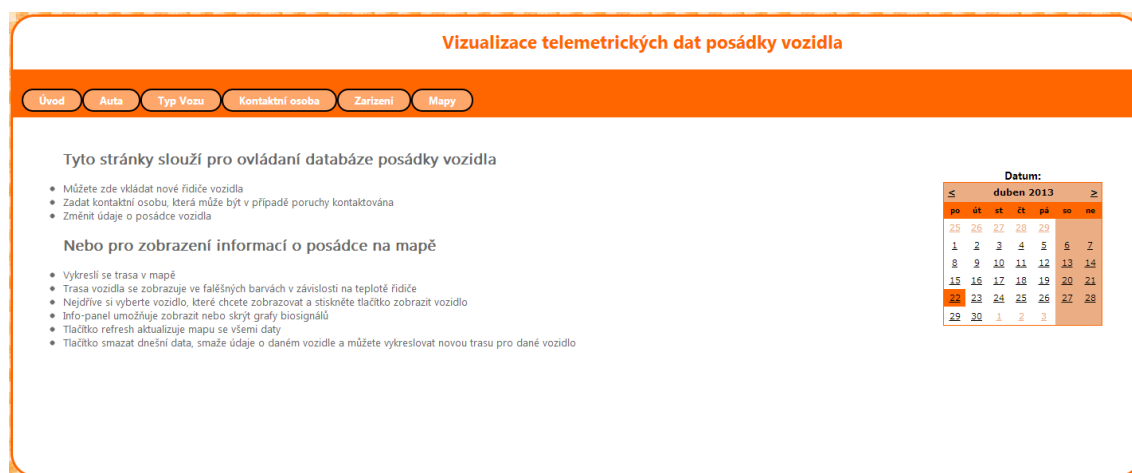 Vizualizace telemetrických dat posádky vozidla
Úvod Auta Typ Vozu Kontaktní osoba Zarizeni Mapy
Tyto stránky slouží pro ovládaní databáze posádky vozidla
Můžete zde vkládát nové řidiče vozidla
Zadat kontaktní osobu, která může být v případě poruchy kontaktována
Změnit údaje o posádce vozidla
Nebo pro zobrazení informací o posádce na mapě
Vykreslí se trasa v mapě
Trasa vozidla se zobrazuje ve falěšných barvách v závislosti na teplotě řidiče
Nejdříve si vyberte vozidlo, které chcete zobrazovat a stiskněte tlačítko zobrazit vozidlo
Info-panel umožňuje zobrazit nebo skrýt grafy biosignálů
Tlačítko refresh aktualizuje mapu se všemi daty
Tlačítko smazat dnešní data, smaže údaje o daném vozidle a můžete vykreslovat novou trasu pro dané vozidlo
Datum:
< duben 2013 >
po út st čt pá so ne
25 26 27 28 29
1 2 3 4 5 6 7
8 9 10 11 12 13 14
15 16 17 18 19 20 21
22 23 24 25 26 27 28
29 30 1 2 3